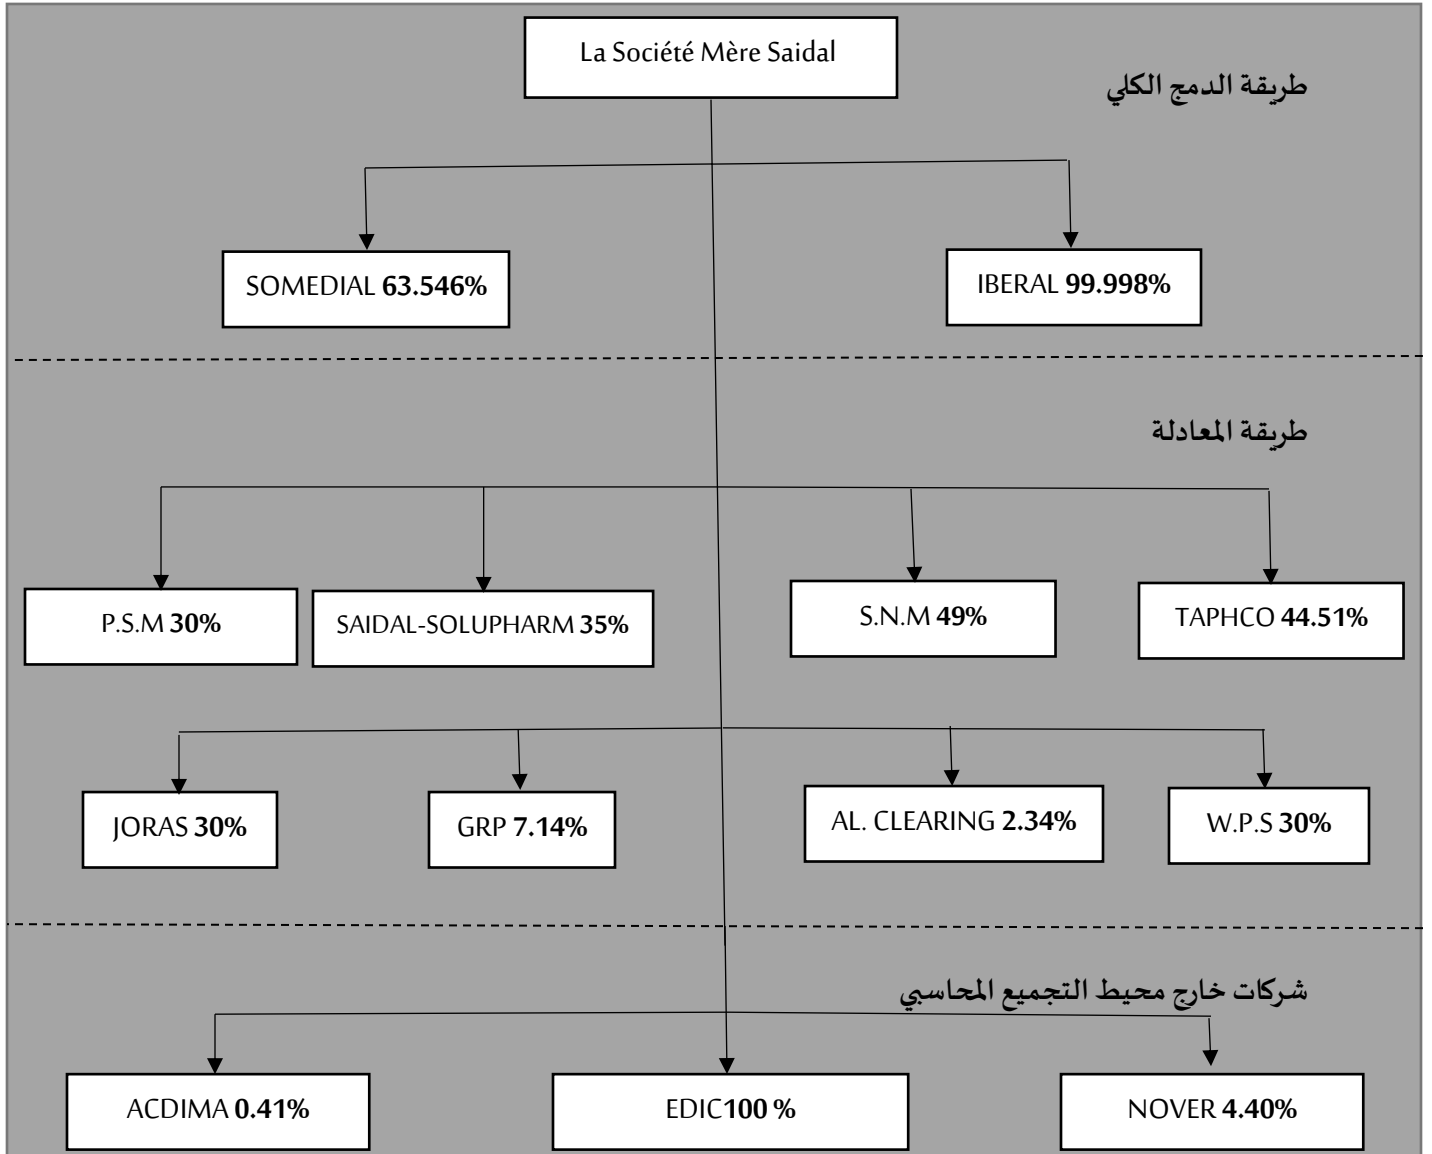 La Société Mère Saidal
طريقة الدمج الكلي
SOMEDIAL 63.546%
IBERAL 99.998%
طريقة المعادلة
P.S.M 30%
SAIDAL-SOLUPHARM 35%
S.N.M 49%
TAPHCO 44.51%
JORAS 30%
GRP 7.14%
AL. CLEARING 2.34%
W.P.S 30%
شركات خارج محيط التجميع المحاسبي
ACDIMA 0.41%
EDIC100 %
NOVER 4.40%